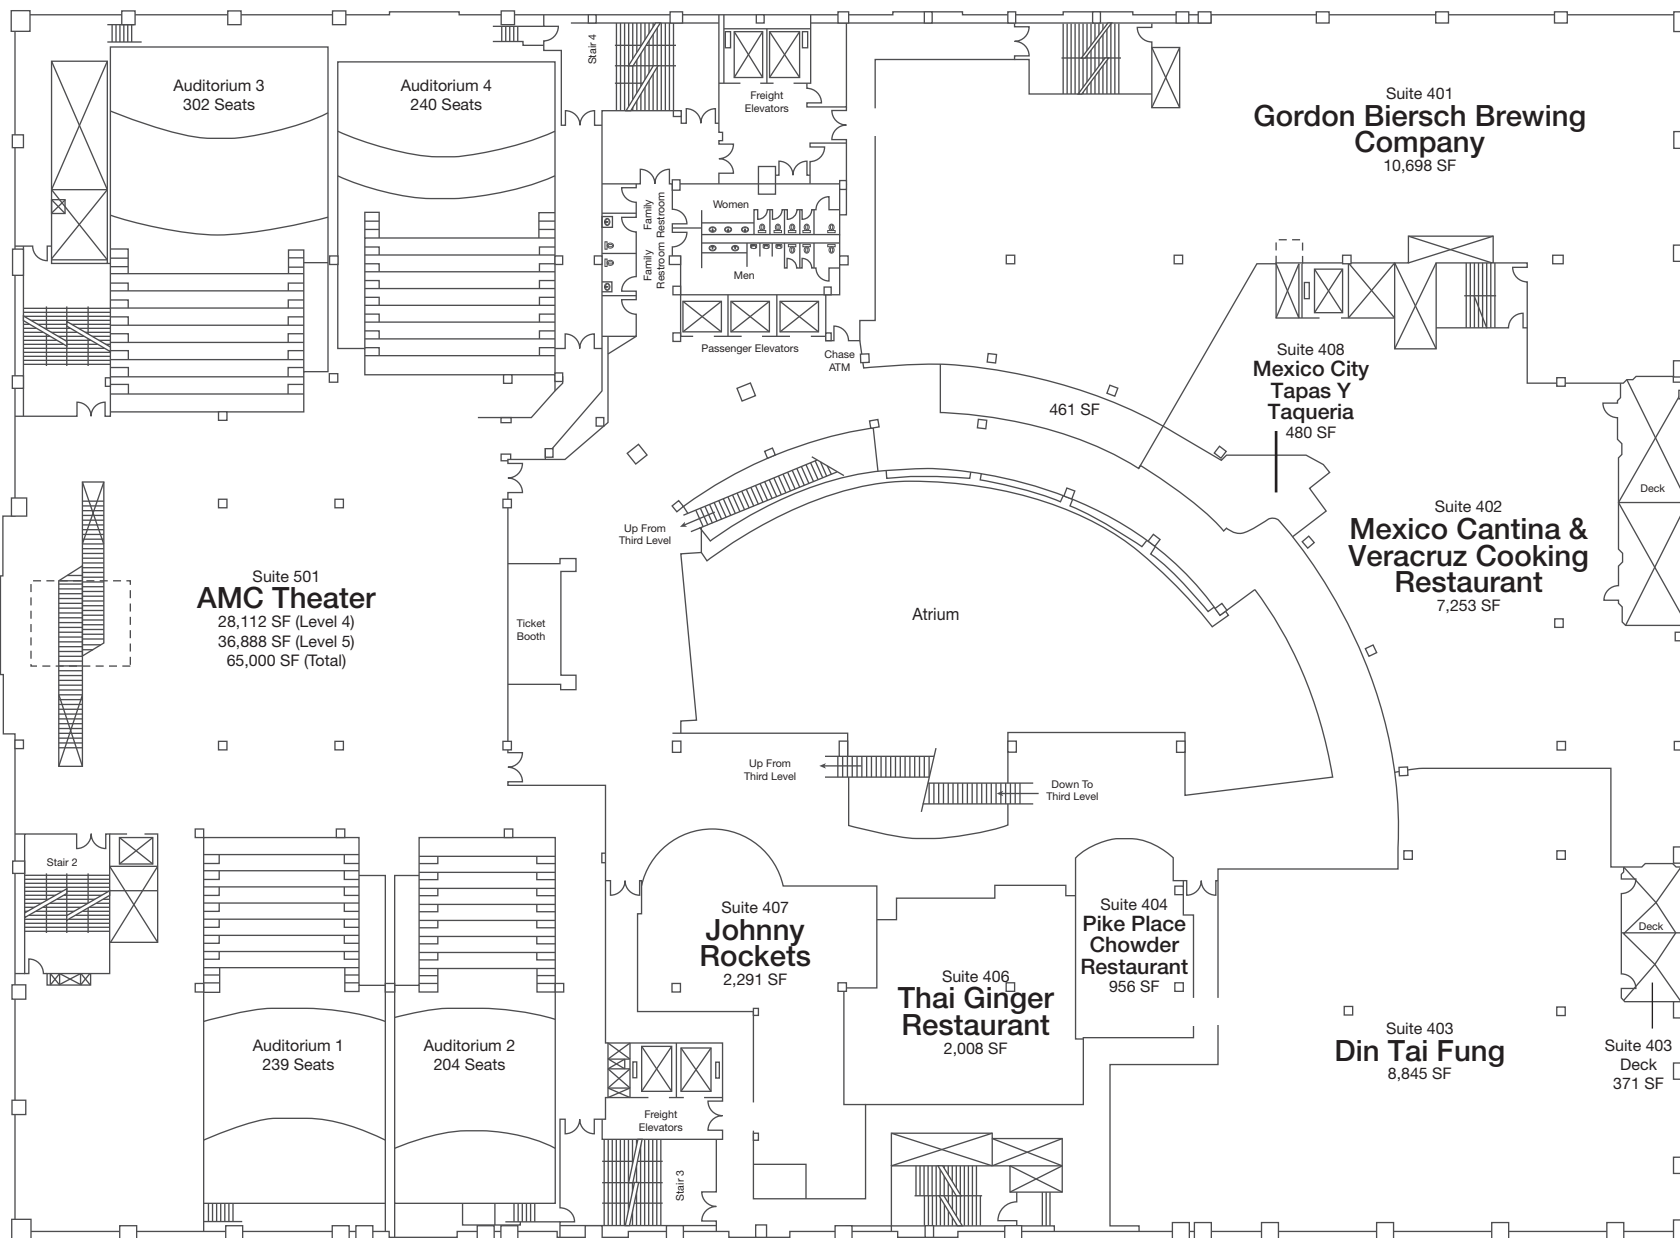 Stair 4
Auditorium 3
302 Seats
Auditorium 4
240 Seats
Freight
Elevators
Suite 401
Gordon Biersch Brewing
Company
10,698 SF
Women
Family
Restroom
Family
Restroom
Men
Passenger Elevators
Chase
ATM
461 SF
Suite 408
Mexico City
Tapas Y
Taqueria
480 SF
Deck
Up From
Third Level
Suite 402
Mexico Cantina &
Veracruz Cooking
Restaurant
7,253 SF
Suite 501
AMC Theater
28,112 SF (Level 4)
36,888 SF (Level 5)
65,000 SF (Total)
Ticket
Booth
Atrium
Up From
Third Level
Down To
Third Level
Stair 2
Suite 407
Johnny
Rockets
2,291 SF
Suite 404
Pike Place
Chowder
Restaurant
956 SF
Deck
Suite 406
Thai Ginger
Restaurant
2,008 SF
Suite 403
Din Tai Fung
8,845 SF
Suite 403
Deck
371 SF
Auditorium 1
239 Seats
Auditorium 2
204 Seats
Freight
Elevators
Stair 3